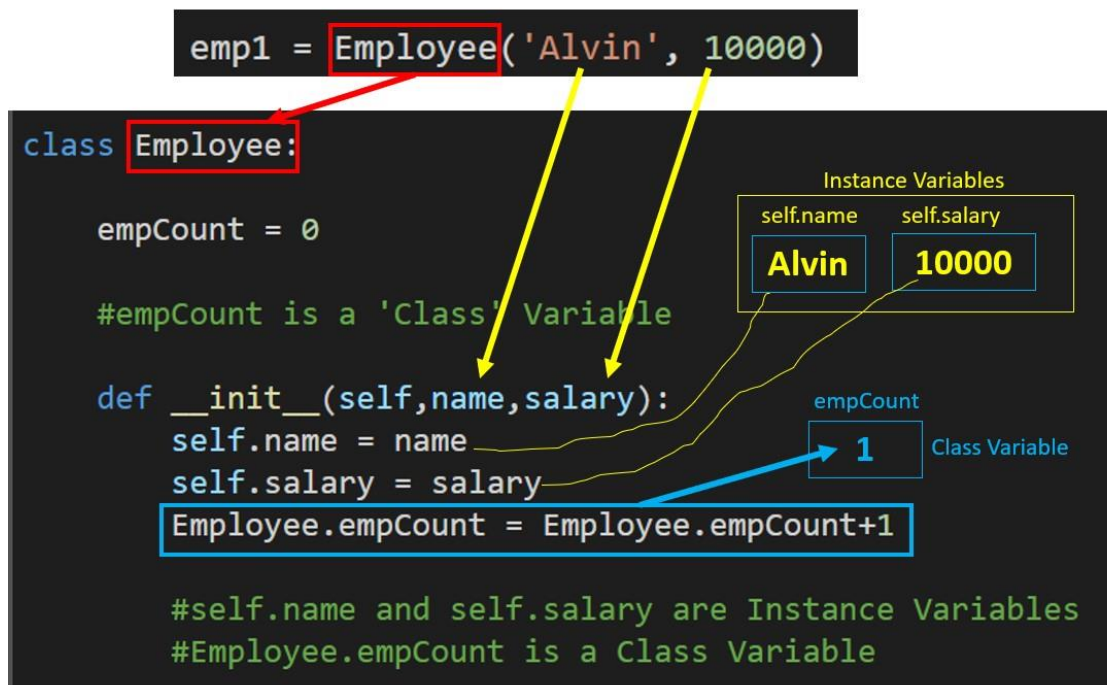 emp1 = Employee('Alvin', 10000)
class Employee:
empCount = 0
#empCount is a 'Class' Variable
def __init__(self,name,salary):
self.name = name
self.salary = salary
Employee.empCount = Employee.empCount+1
#self.name and self.salary are Instance Variables
#Employee.empCount is a Class Variable
Instance Variables
self.name self.salary
Alvin 10000
empCount
1 Class Variable